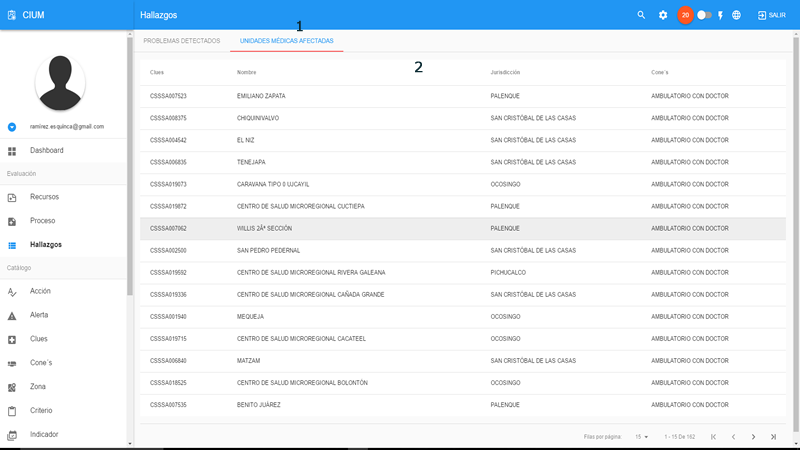 CIUM
Hallazgos
1
20
SALIR
PROBLEMAS DETECTADOS UNIDADES MÉDICAS AFECTADAS
2
ramirez.esquinca@gmail.com
Dashboard
Evaluación
Recursos
Proceso
Hallazgos
Catálogo
Acción
Alerta
Clues
Cone´s
Zona
Criterio
Indicador
Clues Nombre Jurisdicción Cone´s
CSSSA007523 EMILIANO ZAPATA PALENQUE AMBULATORIO CON DOCTOR
CSSSA008375 CHIQUINIVALVO SAN CRISTÓBAL DE LAS CASAS AMBULATORIO CON DOCTOR
CSSSA004542 EL NIZ SAN CRISTÓBAL DE LAS CASAS AMBULATORIO CON DOCTOR
CSSSA006835 TENEJAPA SAN CRISTÓBAL DE LAS CASAS AMBULATORIO CON DOCTOR
CSSSA019073 CARAVANA TIPO 0 UJCAYIL OCOSINGO AMBULATORIO CON DOCTOR
CSSSA019872 CENTRO DE SALUD MICROREGIONAL CUCTIEPA PALENQUE AMBULATORIO CON DOCTOR
CSSSA007062 WILLIS 2Âª SECCIÓN PALENQUE AMBULATORIO CON DOCTOR
CSSSA002500 SAN PEDRO PEDERNAL SAN CRISTÓBAL DE LAS CASAS AMBULATORIO CON DOCTOR
CSSSA019592 CENTRO DE SALUD MICROREGIONAL RIVERA GALEANA PICHUCALCO AMBULATORIO CON DOCTOR
CSSSA019336 CENTRO DE SALUD MICROREGIONAL CAÑADA GRANDE SAN CRISTÓBAL DE LAS CASAS AMBULATORIO CON DOCTOR
CSSSA001940 MEQUEJA OCOSINGO AMBULATORIO CON DOCTOR
CSSSA019715 CENTRO DE SALUD MICROREGIONAL CACATEEL OCOSINGO AMBULATORIO CON DOCTOR
CSSSA006840 MATZAM SAN CRISTÓBAL DE LAS CASAS AMBULATORIO CON DOCTOR
CSSSA018525 CENTRO DE SALUD MICROREGIONAL BOLONTÓN OCOSINGO AMBULATORIO CON DOCTOR
CSSSA007535 BENITO JUÁREZ PALENQUE AMBULATORIO CON DOCTOR
Filas por página: 15 1 - 15 De 162